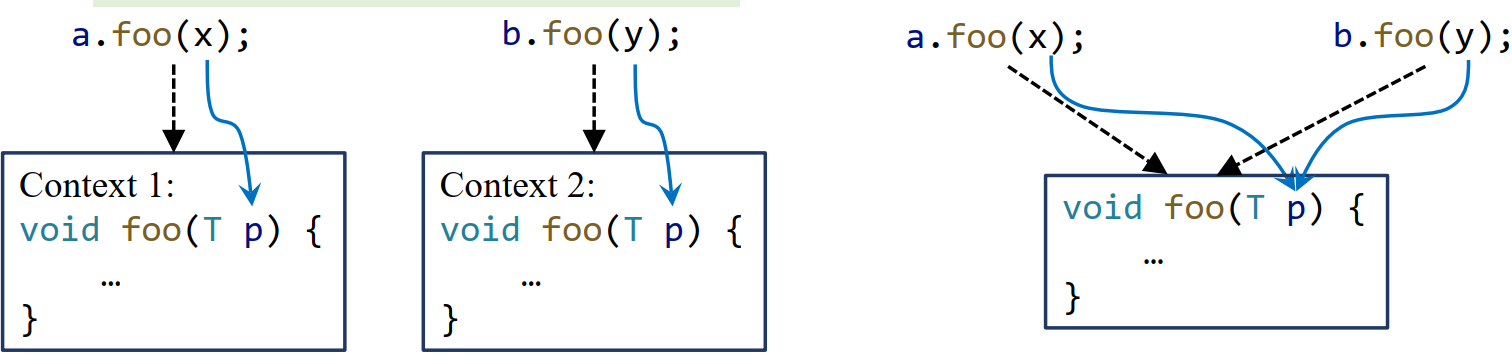 a.foo(x);
b.foo(y);
Context 1:
void foo(T p) {
…
}
Context 2:
void foo(T p) {
…
}
a.foo(x);
b.foo(y);
void foo(T p) {
…
}